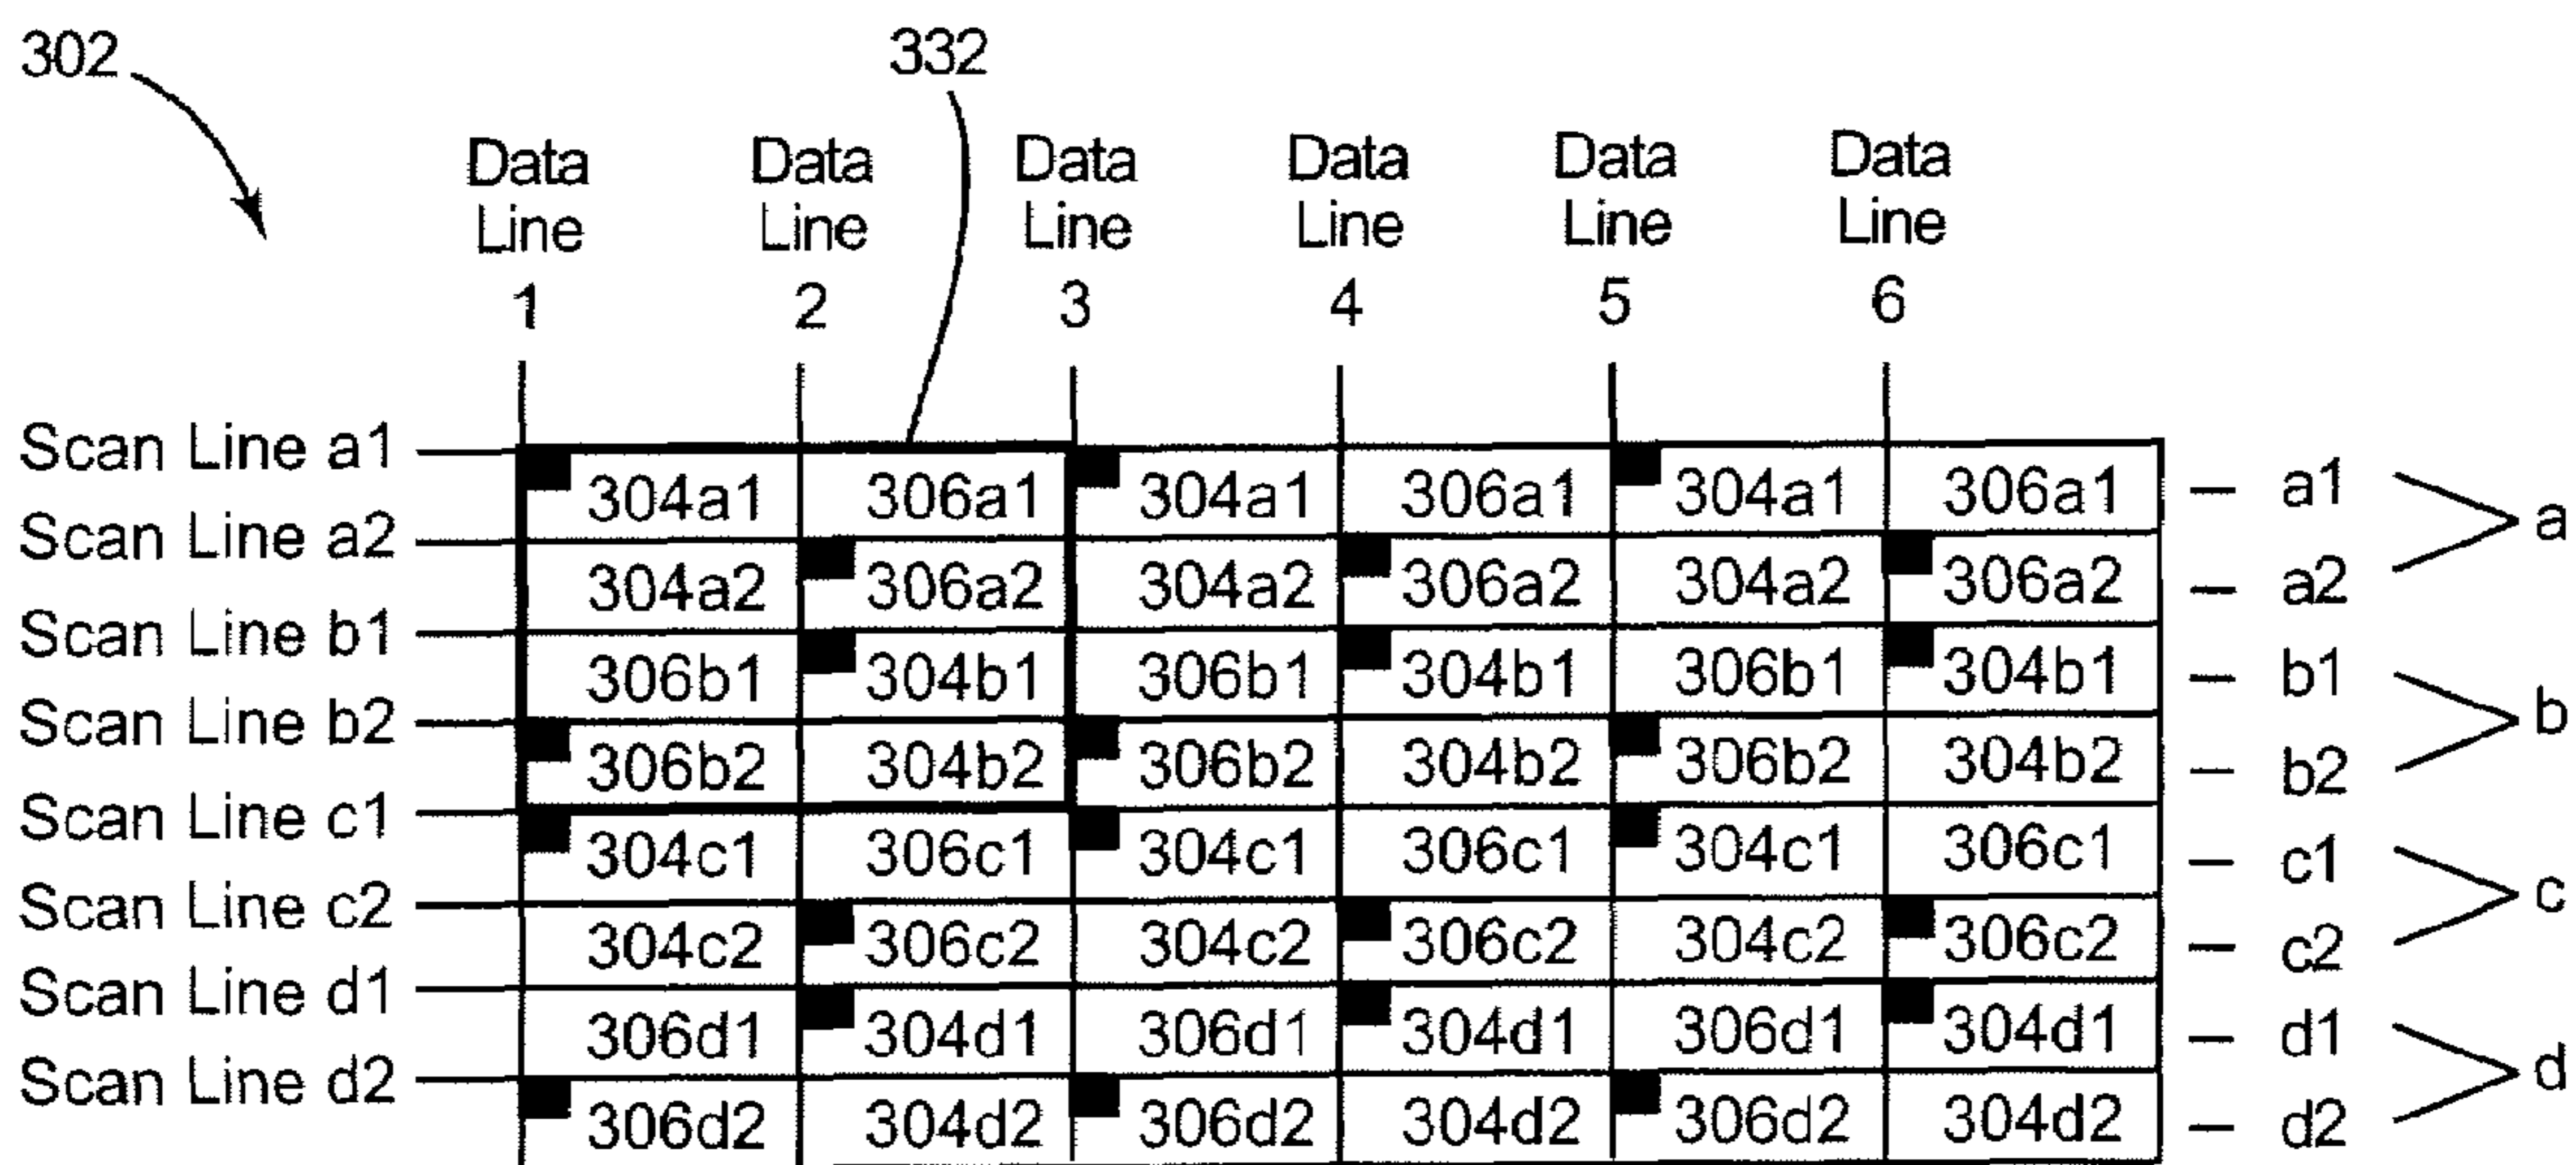 302
332
Data Line 1
Data Line 2
Data Line 3
Data Line 4
Data Line 5
Data Line 6
Scan Line a1
304a1 306a1 304a1 306a1 304a1 306a1 a1
a
Scan Line a2
304a2 306a2 304a2 306a2 304a2 306a2 a2
Scan Line b1
306b1 304b1 306b1 304b1 306b1 304b1 b1
b
Scan Line b2
306b2 304b2 306b2 304b2 306b2 304b2 b2
Scan Line c1
304c1 306c1 304c1 306c1 304c1 306c1 c1
c
Scan Line c2
304c2 306c2 304c2 306c2 304c2 306c2 c2
Scan Line d1
306d1 304d1 306d1 304d1 306d1 304d1 d1
d
Scan Line d2
306d2 304d2 306d2 304d2 306d2 304d2 d2